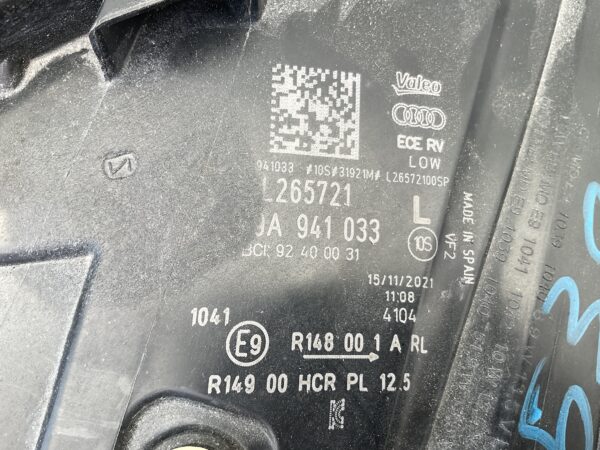 Valeo
ECE RV
LOW
941033 #10S#31921M# L26572100SP
L265721
L
A 941 033
10S
BCI: 92 40 00 31
MADE IN SPAIN
VF2
15/11/2021
11:08
4104
1041
E9
R148 00 1 A RL
R149 00 HCR PL 12.5